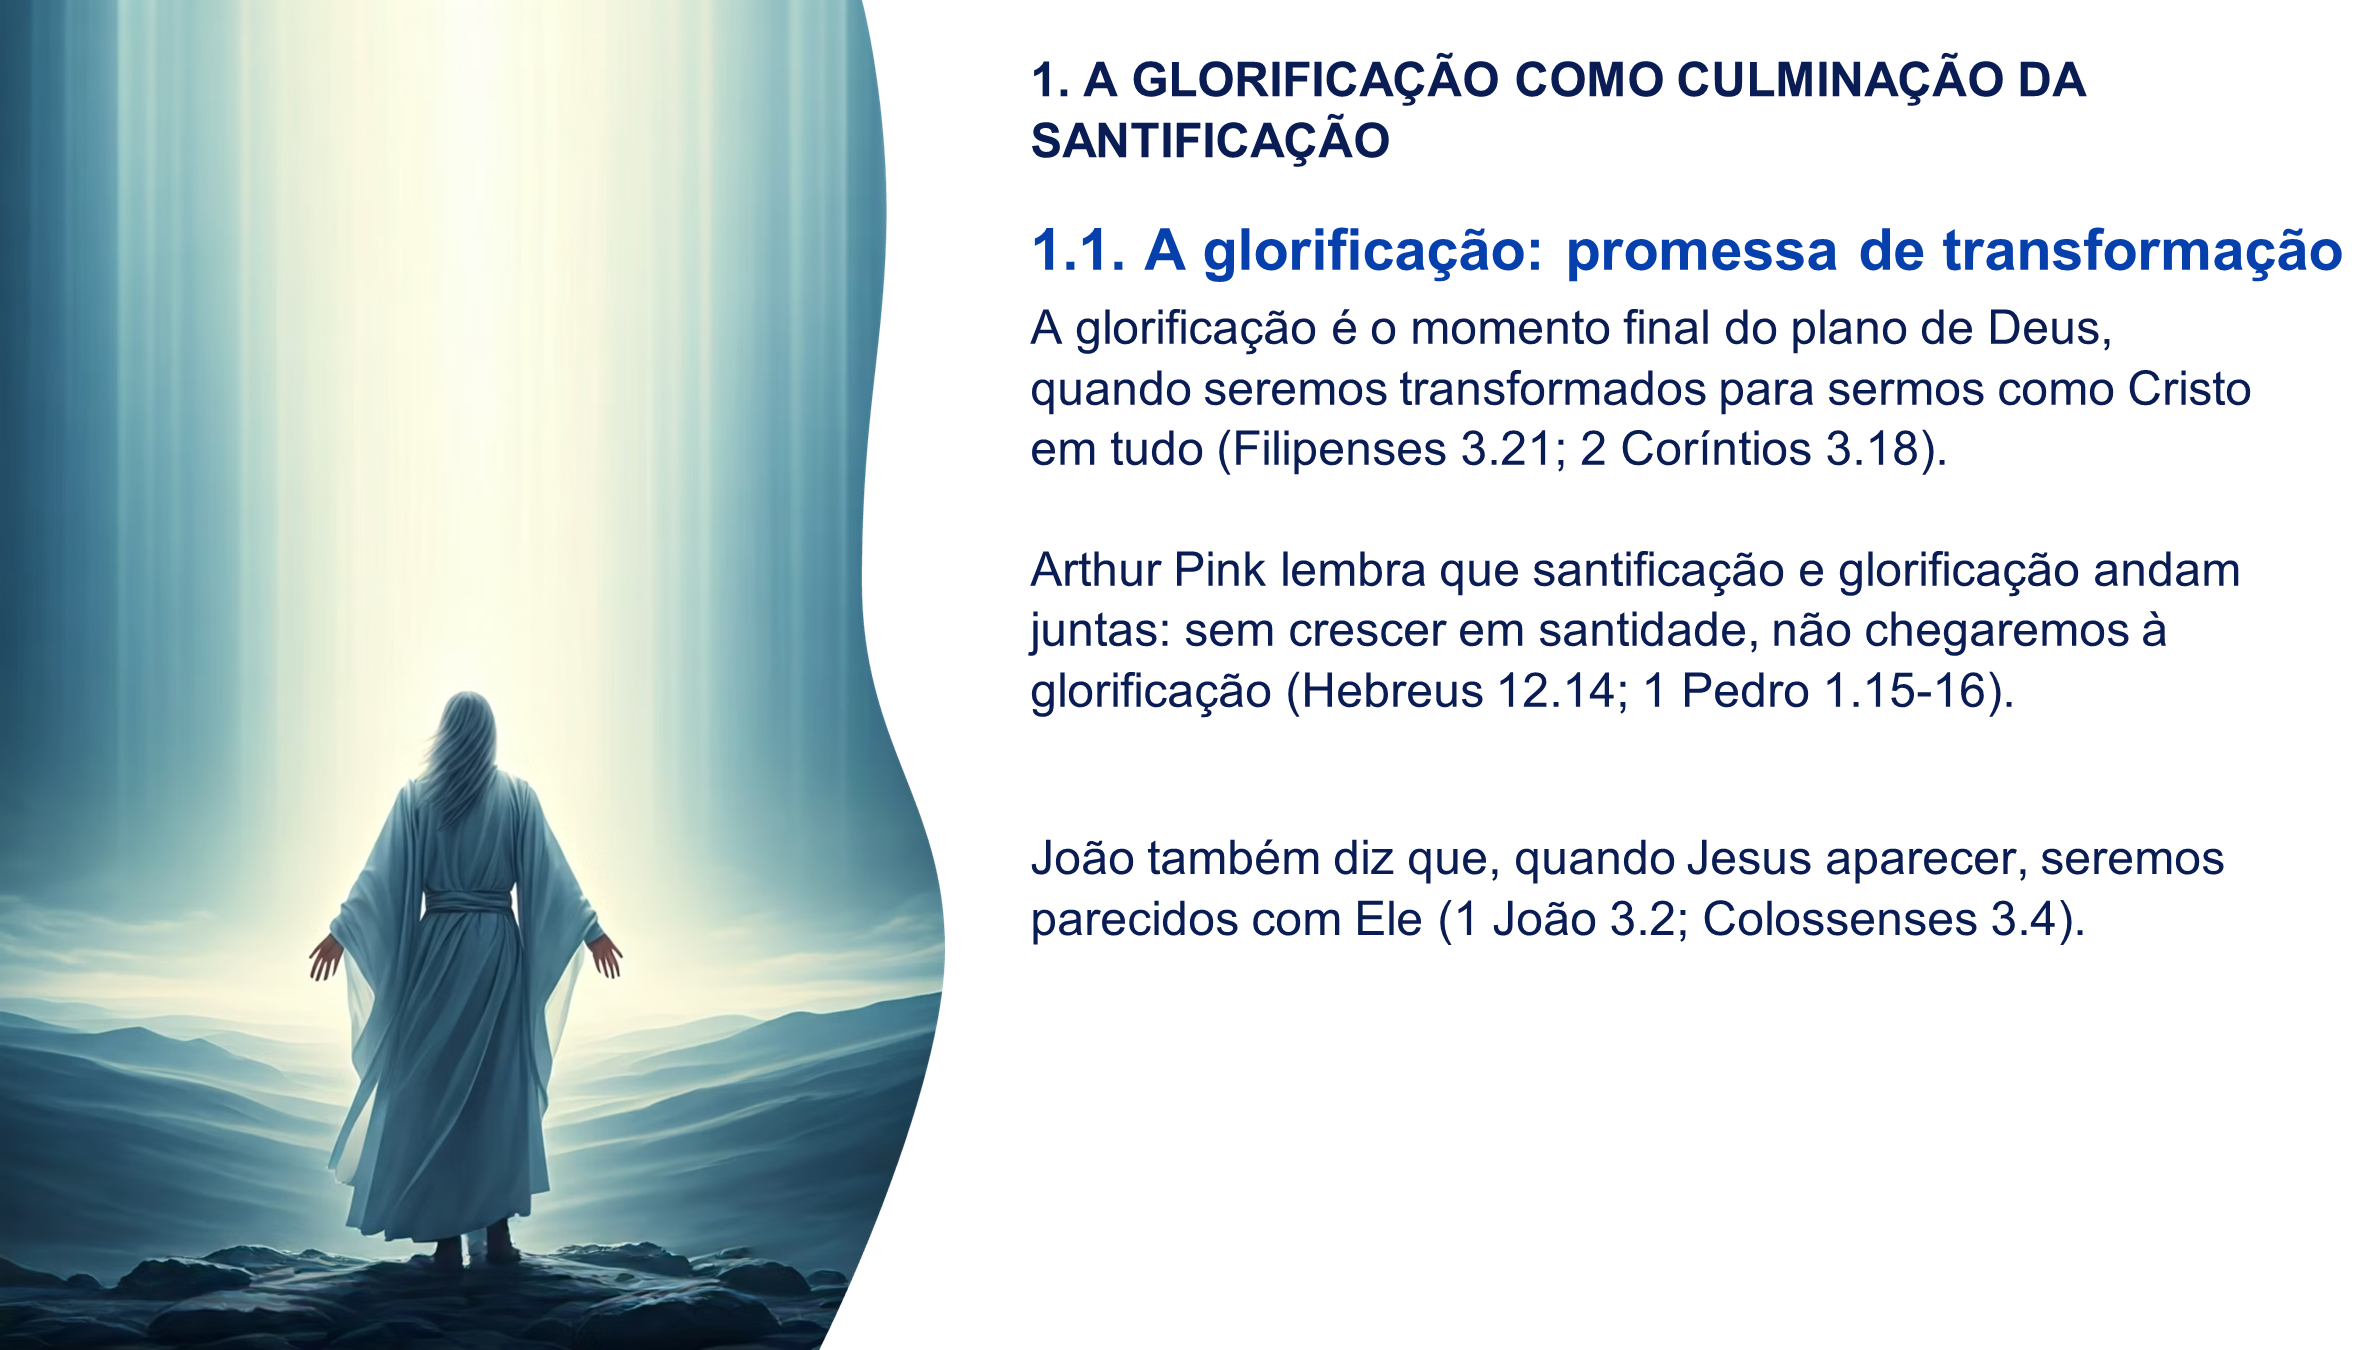 1. A GLORIFICAÇÃO COMO CULMINAÇÃO DA
SANTIFICAÇÃO
1.1. A glorificação: promessa de transformação
A glorificação é o momento final do plano de Deus,
quando seremos transformados para sermos como Cristo
em tudo (Filipenses 3.21; 2 Coríntios 3.18).
Arthur Pink lembra que santificação e glorificação andam
juntas: sem crescer em santidade, não chegaremos à
glorificação (Hebreus 12.14; 1 Pedro 1.15-16).
João também diz que, quando Jesus aparecer, seremos
parecidos com Ele (1 João 3.2; Colossenses 3.4).